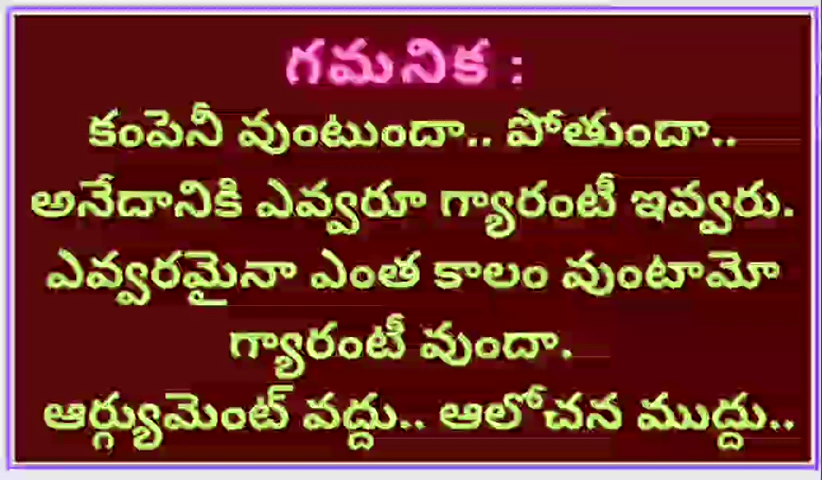 గమనిక :
కంపెనీ వుంటుందా.. పోతుందా..
అనేదానికి ఎవ్వరూ గ్యారంటీ ఇవ్వరు.
ఎవ్వరమైనా ఎంత కాలం వుంటామో
గ్యారంటీ వుందా.
ఆర్గ్యుమెంట్ వద్దు.. ఆలోచన ముద్దు..